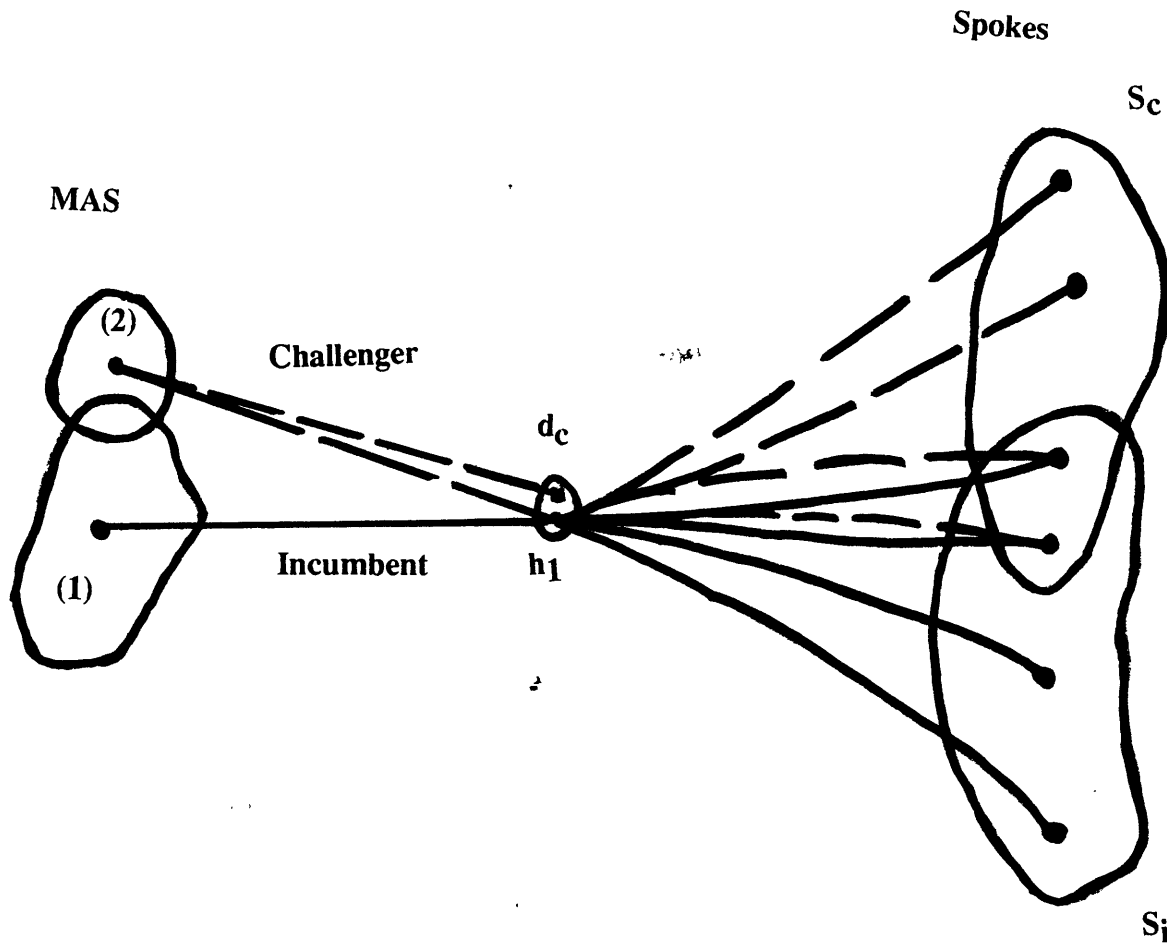 Spokes
Sc
MAS
(2)
Challenger
dc
Incumbent
h1
(1)
Si